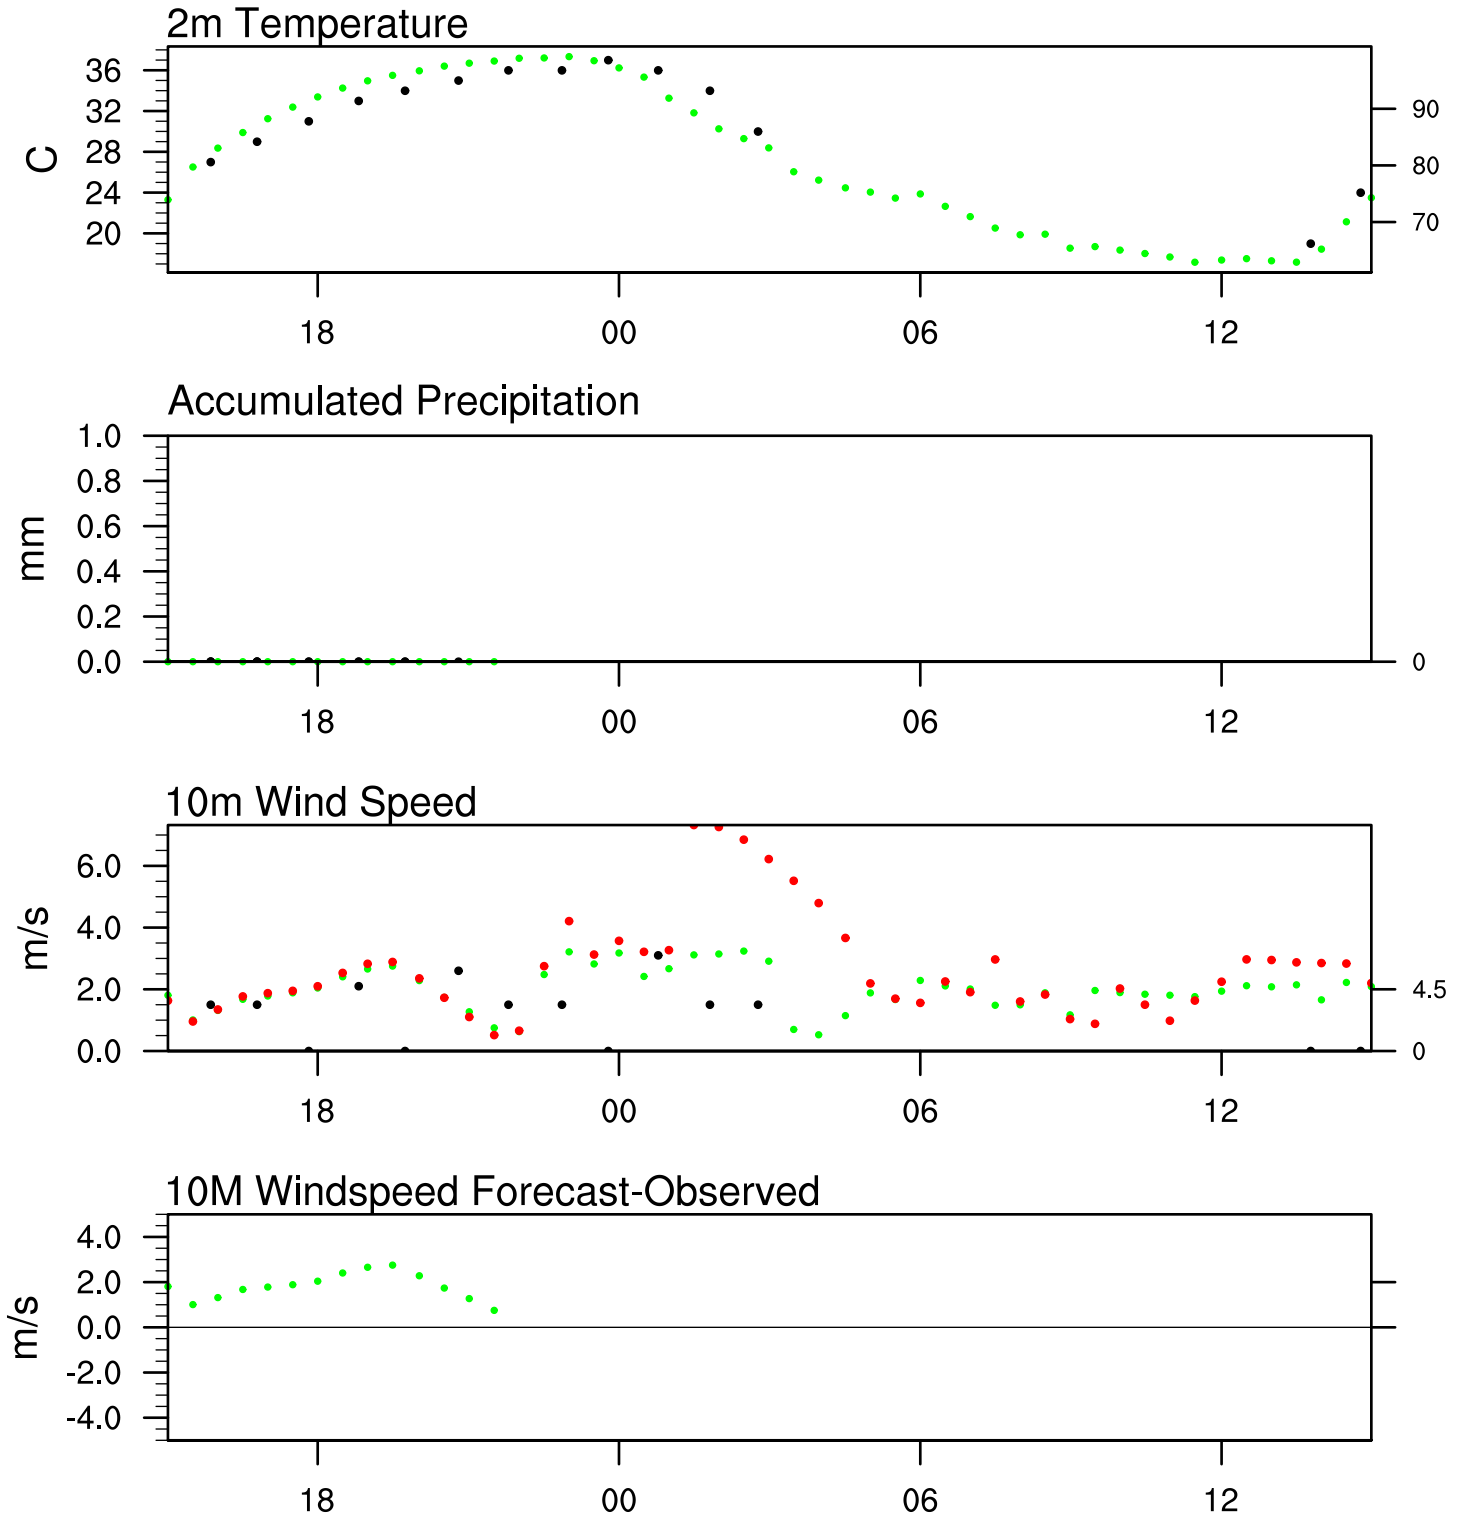 2m Temperature
36
32
28
24
20
C
90
80
70
18 00 06 12
Accumulated Precipitation
1.0
0.8
0.6
0.4
0.2
0.0
mm
0
18 00 06 12
10m Wind Speed
6.0
4.0
2.0
0.0
m/s
4.5
0
18 00 06 12
10M Windspeed Forecast-Observed
4.0
2.0
0.0
-2.0
-4.0
m/s
18 00 06 12